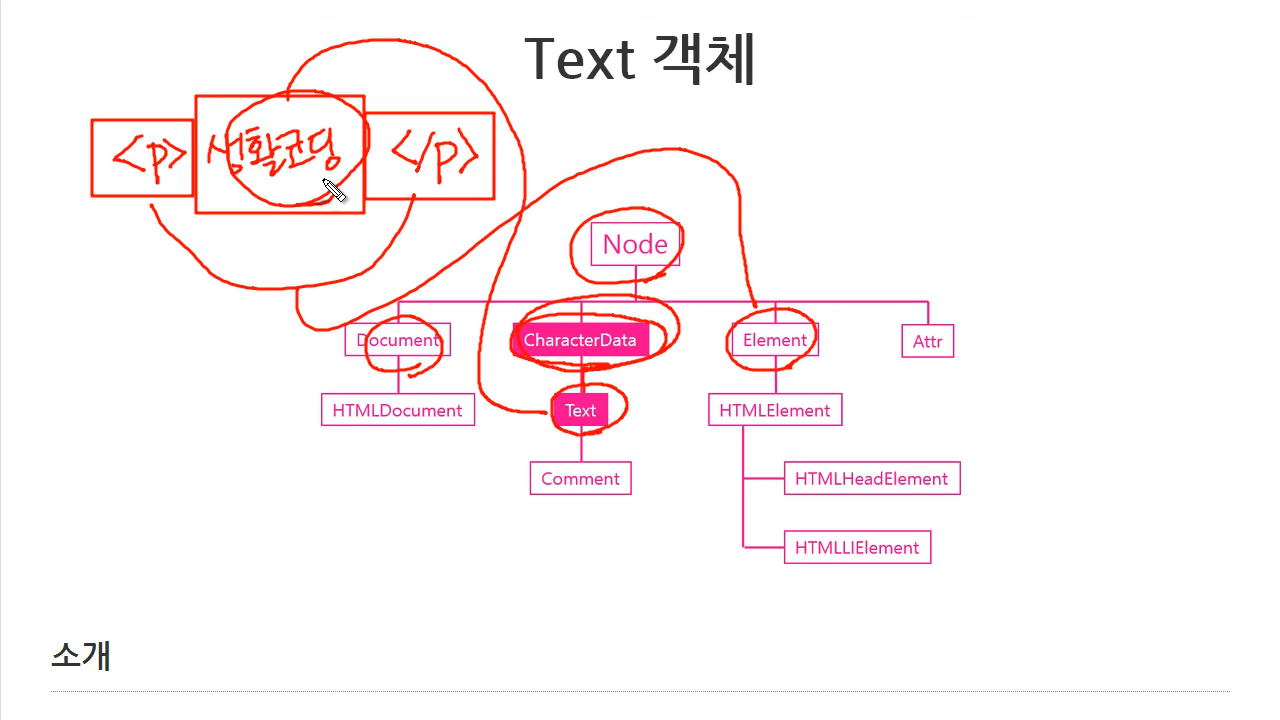 Text 객체
<p> 생활코딩 </p>
Node
Document CharacterData Element Attr
HTMLDocument Text HTMLElement
Comment HTMLHeadElement
HTMLLIElement
소개